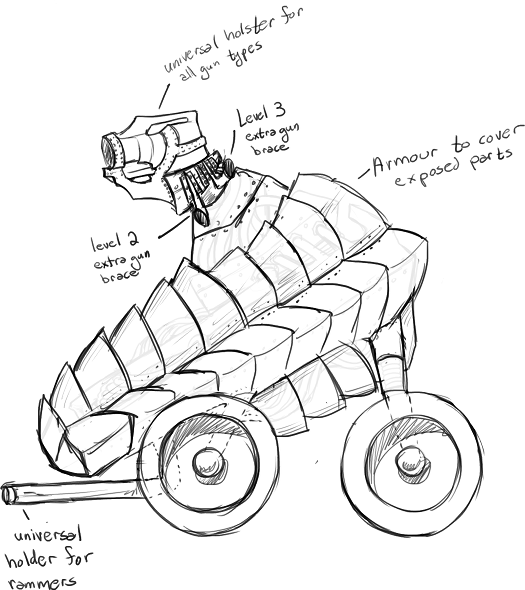 universal holster for
all gun types
Level 3
extra gun
brace
Armour to cover
exposed parts
level 2
extra gun
brace
universal
holder for
rammers